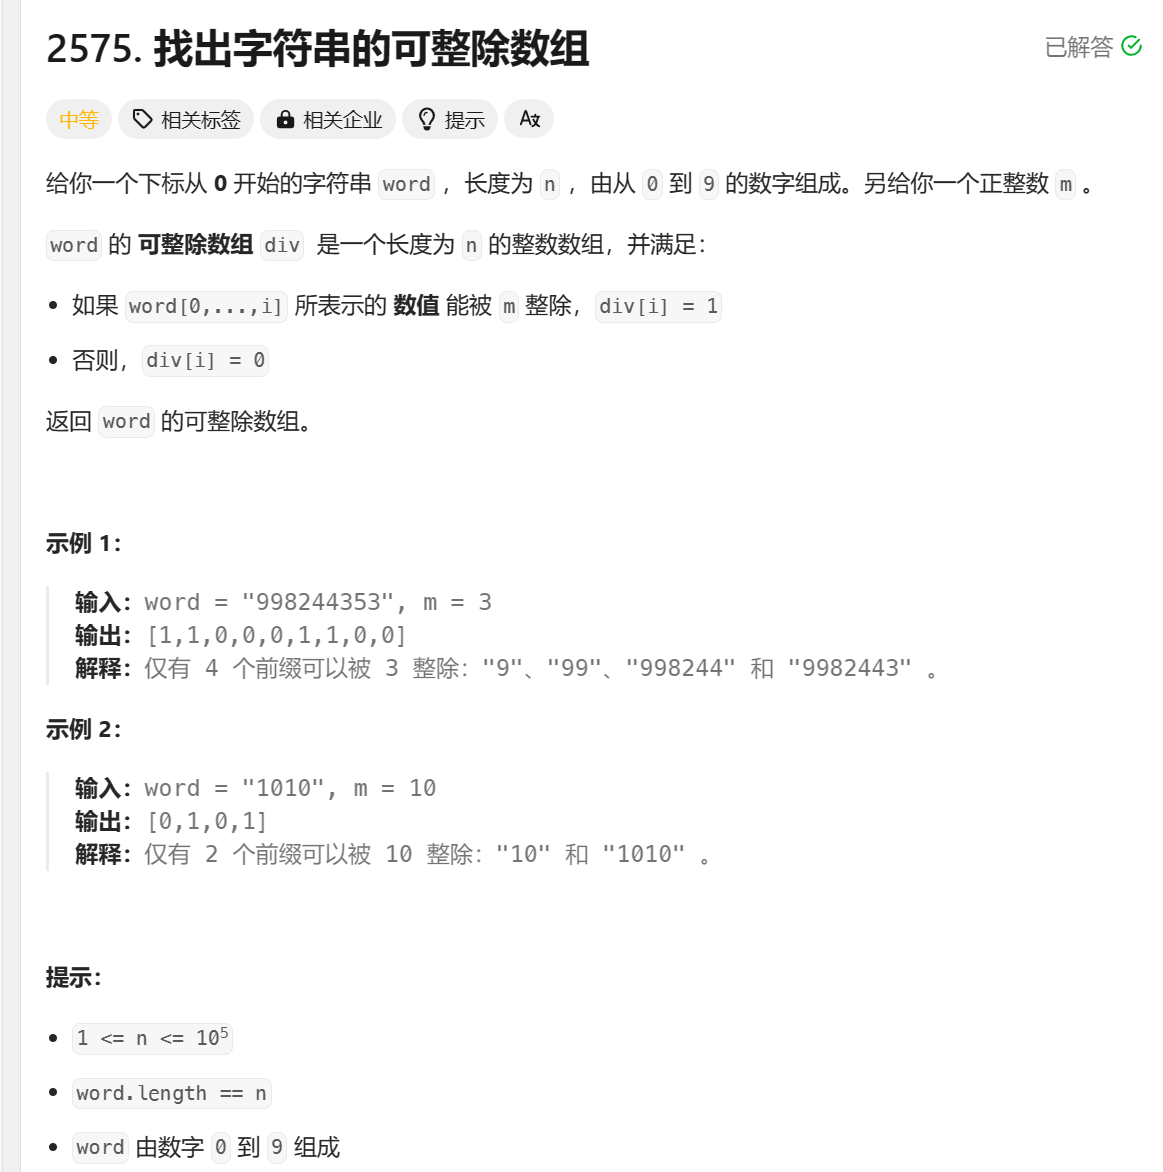 2575. 找出字符串的可整除数组
已解答
中等 相关标签 相关企业 提示
给你一个下标从 0 开始的字符串 word ，长度为 n ，由从 0 到 9 的数字组成。另给你一个正整数 m 。
word 的 可整除数组 div 是一个长度为 n 的整数数组，并满足：
• 如果 word[0,...,i] 所表示的 数值 能被 m 整除，div[i] = 1
• 否则，div[i] = 0
返回 word 的可整除数组。
示例 1：
输入：word = "998244353", m = 3
输出：[1,1,0,0,0,1,1,0,0]
解释：仅有 4 个前缀可以被 3 整除："9"、"99"、"998244" 和 "9982443" 。
示例 2：
输入：word = "1010", m = 10
输出：[0,1,0,1]
解释：仅有 2 个前缀可以被 10 整除："10" 和 "1010" 。
提示：
• 1 <= n <= 10⁵
• word.length == n
• word 由数字 0 到 9 组成